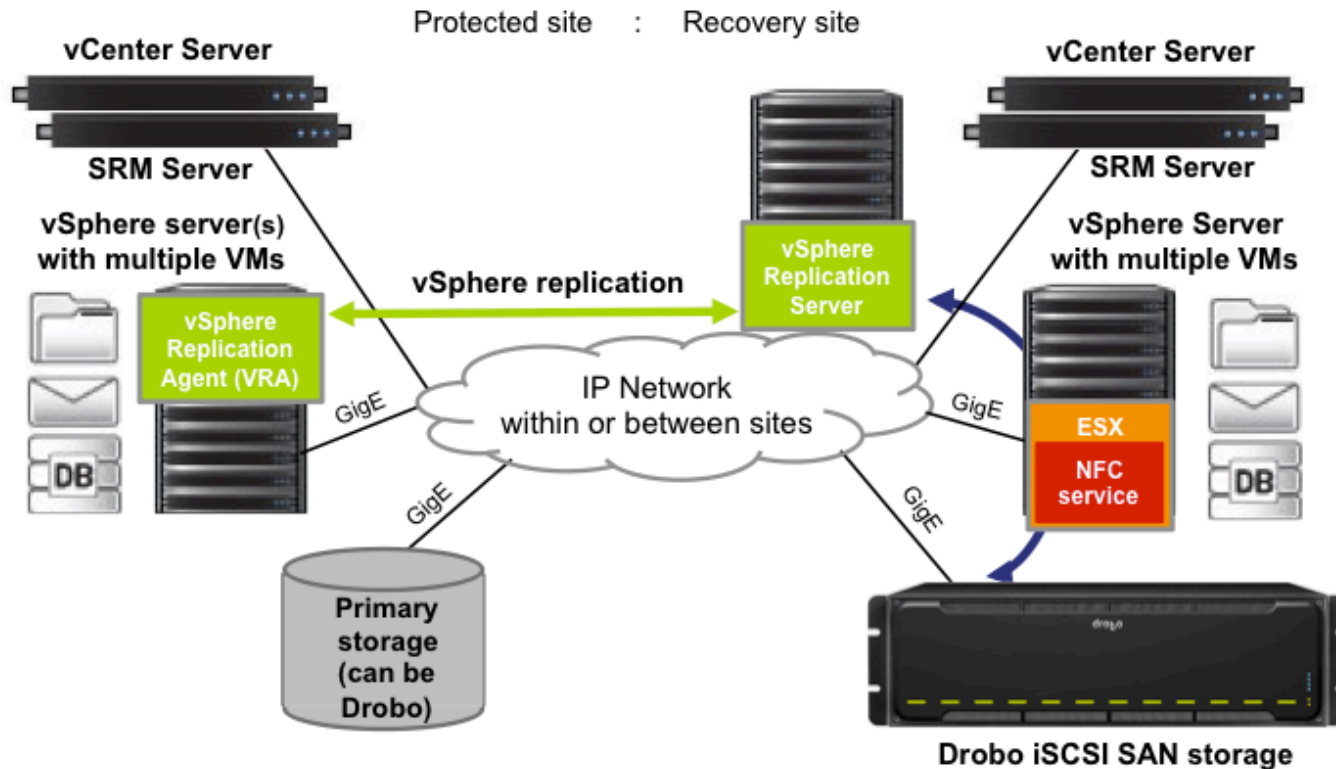 Protected site : Recovery site
vCenter Server
SRM Server
vSphere server(s)
with multiple VMs
vSphere
Replication
Agent (VRA)
DB
GigE
GigE
Primary
storage
(can be
Drobo)
vSphere replication
IP Network
within or between sites
vSphere
Replication
Server
vCenter Server
SRM Server
vSphere Server
with multiple VMs
GigE
ESX
NFC
service
DB
GigE
drobo
Drobo iSCSI SAN storage